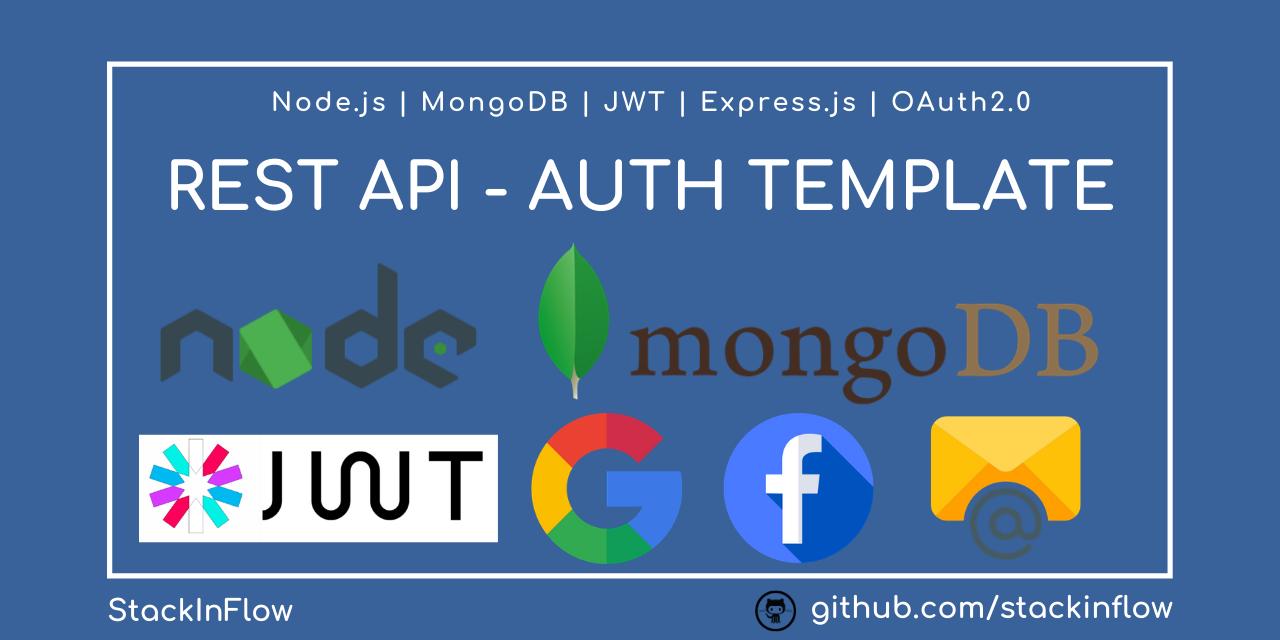 Node.js | MongoDB | JWT | Express.js | OAuth2.0
REST API - AUTH TEMPLATE
node
mongoDB
JWT
G
f
@
StackInFlow
github.com/stackinflow